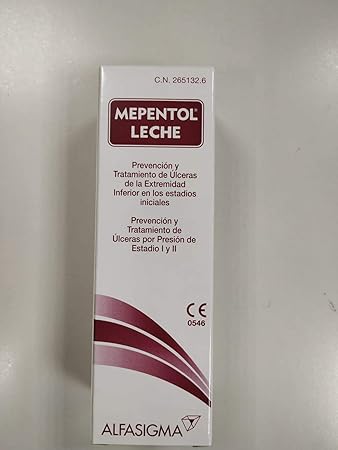 C.N. 265132.6
MEPENTOL®
LECHE
Prevención y
Tratamiento de Úlceras
de la Extremidad
Inferior en los estadios
iniciales
Prevención y
Tratamiento de
Úlceras por Presión de
Estadio I y II
CE
0546
ALFASIGMA